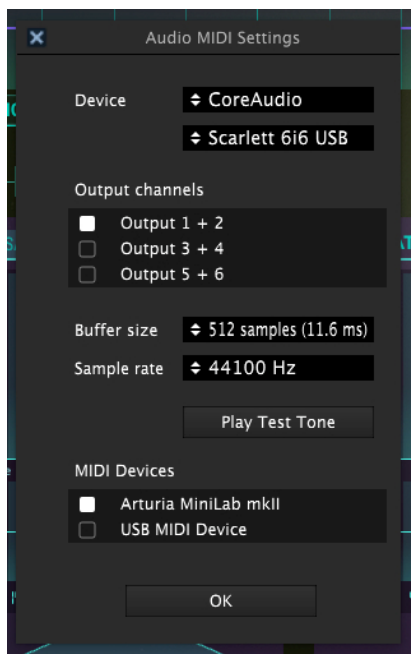 Audio MIDI Settings
Device
CoreAudio
Scarlett 6i6 USB
Output channels
Output 1 + 2
Output 3 + 4
Output 5 + 6
Buffer size
512 samples (11.6 ms)
Sample rate
44100 Hz
Play Test Tone
MIDI Devices
Arturia MiniLab mkII
USB MIDI Device
OK